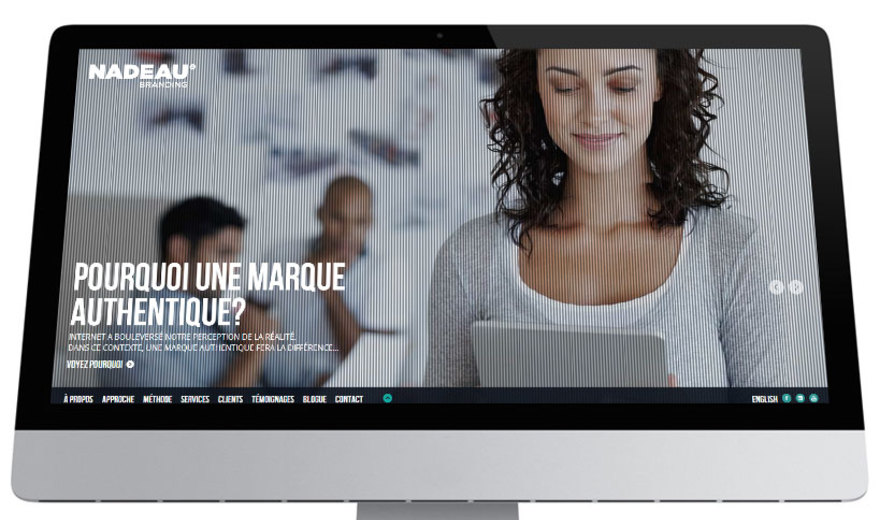 NADEAU
BRANDING
POURQUOI UNE MARQUE
AUTHENTIQUE?
INTERNET A BOULEVERSÉ NOTRE PERCEPTION DE LA RÉALITÉ.
DANS CE CONTEXTE, UNE MARQUE AUTHENTIQUE FERA LA DIFFÉRENCE...
VOYEZ POURQUOI
À PROPOS APPROCHE MÉTHODE SERVICES CLIENTS TÉMOIGNAGES BLOGUE CONTACT ENGLISH